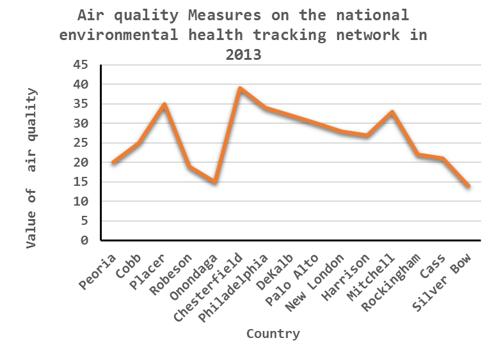 Air quality Measures on the national
environmental health tracking network in
2013
45
40
35
30
25
20
15
10
5
0
Value of  air quality
Peoria
Cobb
Placer
Robeson
Onondaga
Chesterfield
Philadelphia
DeKalb
Palo Alto
New London
Harrison
Mitchell
Rockingham
Cass
Silver Bow
Country